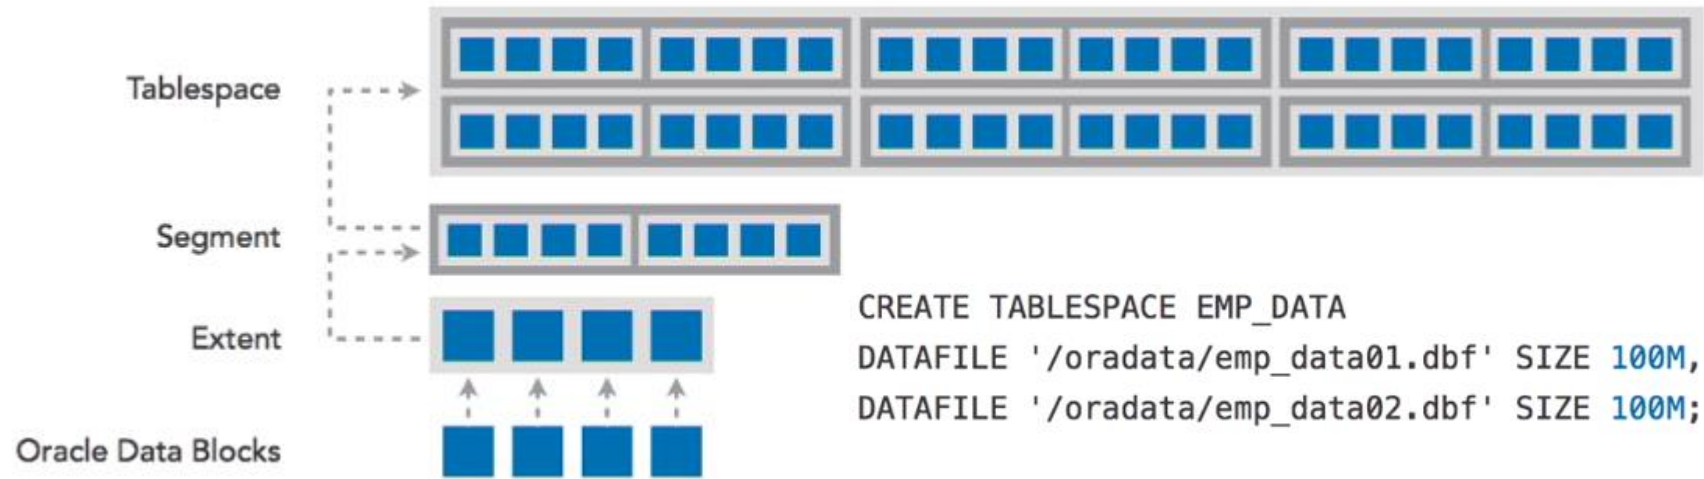 Tablespace
Segment
Extent
Oracle Data Blocks
CREATE TABLESPACE EMP_DATA
DATAFILE '/oradata/emp_data01.dbf' SIZE 100M,
DATAFILE '/oradata/emp_data02.dbf' SIZE 100M;